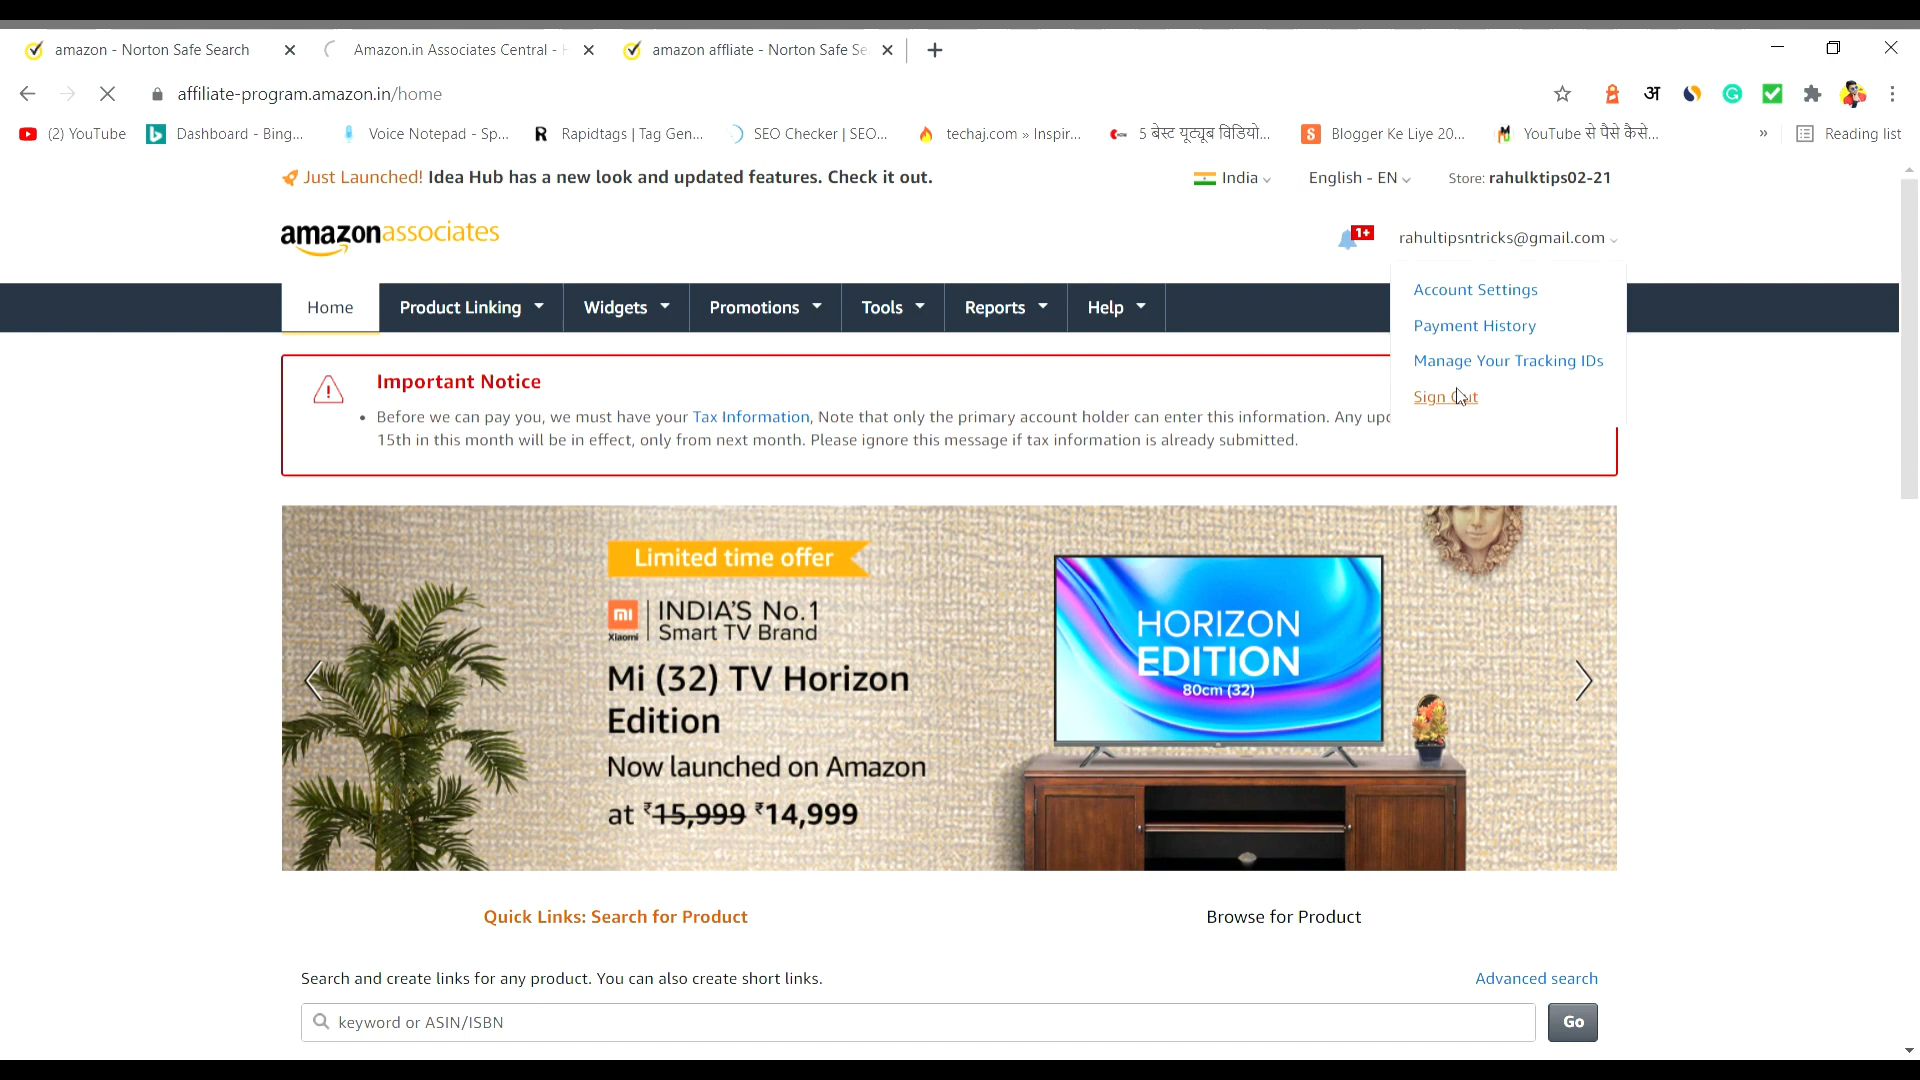 amazon - Norton Safe Search
Amazon.in Associates Central -
amazon affliate - Norton Safe Se
affiliate-program.amazon.in/home
अ
(2) YouTube
Dashboard - Bing...
Voice Notepad - Sp...
R Rapidtags | Tag Gen...
SEO Checker | SEO...
techaj.com » Inspir...
5 बेस्ट यूट्यूब विडियो...
Blogger Ke Liye 20...
YouTube से पैसे कैसे...
»
Reading list
Just Launched! Idea Hub has a new look and updated features. Check it out.
India
English - EN
Store: rahulktips02-21
amazonassociates
1+
rahultipsntricks@gmail.com
Home
Product Linking
Widgets
Promotions
Tools
Reports
Help
Account Settings
Payment History
Manage Your Tracking IDs
Sign Out
Important Notice
• Before we can pay you, we must have your Tax Information, Note that only the primary account holder can enter this information. Any
15th in this month will be in effect, only from next month. Please ignore this message if tax information is already submitted.
Limited time offer
mi
Xiaomi
INDIA'S No.1
Smart TV Brand
Mi (32) TV Horizon
Edition
Now launched on Amazon
at ₹15,999 ₹14,999
HORIZON
EDITION
80cm (32)
Quick Links: Search for Product
Browse for Product
Search and create links for any product. You can also create short links.
Advanced search
keyword or ASIN/ISBN
Go